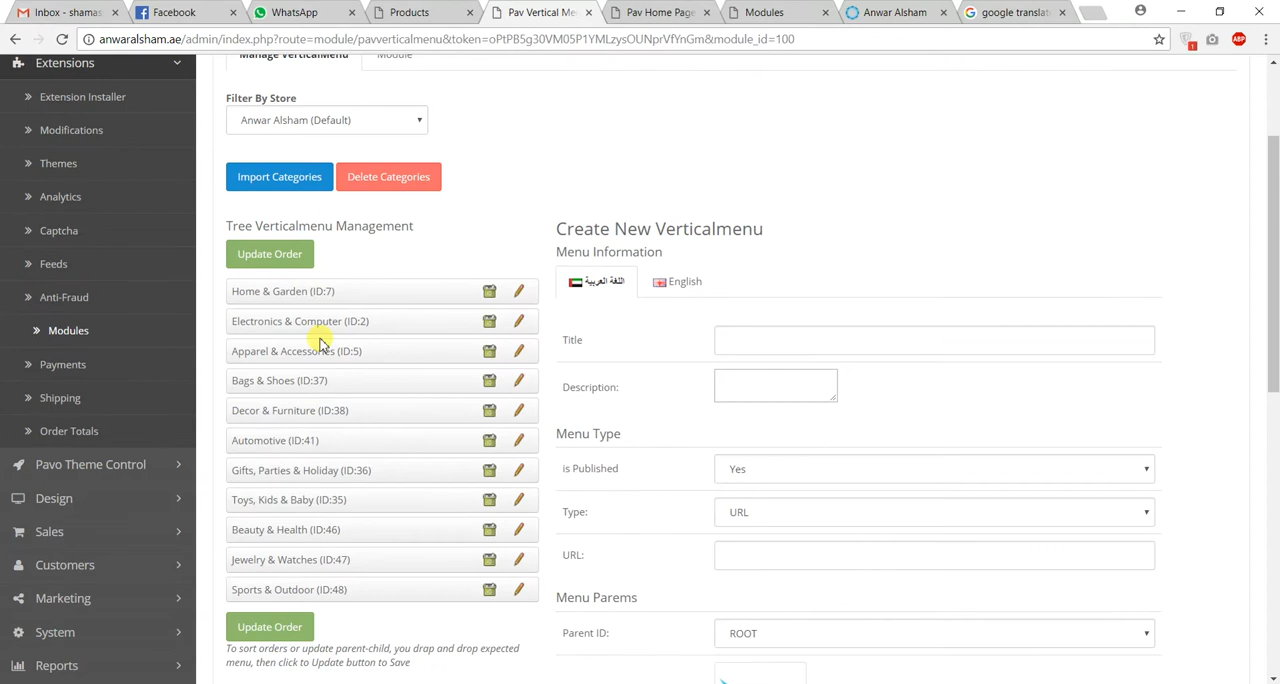 Inbox - shamas
Facebook
WhatsApp
Products
Pav Vertical Me
Pav Home Page
Modules
Anwar Alsham
google translat
anwaralsham.ae/admin/index.php?route=module/pavverticalmenu&token=oPtPB5g30VM05P1YMLzysOUNprVfYnGm&module_id=100
1
ABP
Extensions
Manage VerticalMenu
Module
Extension Installer
Modifications
Themes
Analytics
Captcha
Feeds
Anti-Fraud
Modules
Payments
Shipping
Order Totals
Pavo Theme Control
Design
Sales
Customers
Marketing
System
Reports
Filter By Store
Anwar Alsham (Default)
Import Categories
Delete Categories
Tree Verticalmenu Management
Update Order
Home & Garden (ID:7)
Electronics & Computer (ID:2)
Apparel & Accessories (ID:5)
Bags & Shoes (ID:37)
Decor & Furniture (ID:38)
Automotive (ID:41)
Gifts, Parties & Holiday (ID:36)
Toys, Kids & Baby (ID:35)
Beauty & Health (ID:46)
Jewelry & Watches (ID:47)
Sports & Outdoor (ID:48)
Update Order
To sort orders or update parent-child, you drap and drop expected
menu, then click to Update button to Save
Create New Verticalmenu
Menu Information
اللغة العربية
English
Title
Description:
Menu Type
is Published
Yes
Type:
URL
URL:
Menu Parems
Parent ID:
ROOT